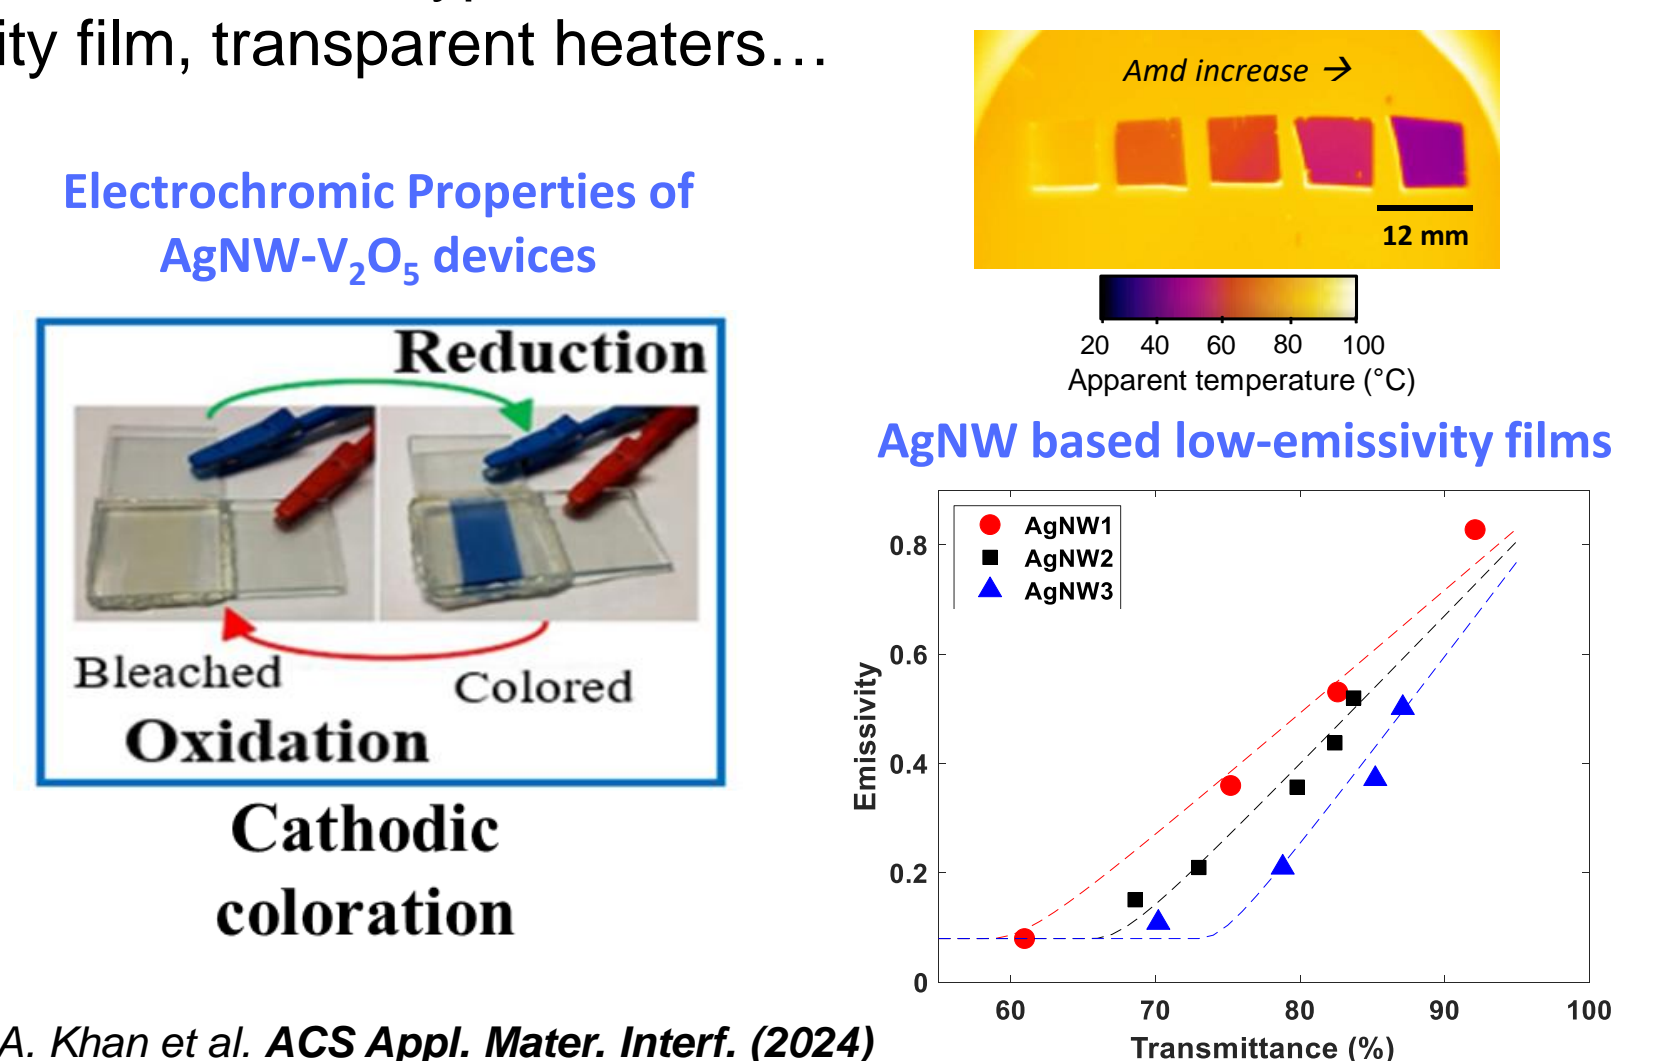 ity film, transparent heaters…
Electrochromic Properties of
AgNW-V₂O₅ devices
Reduction
Bleached
Colored
Oxidation
Cathodic
coloration
A. Khan et al. ACS Appl. Mater. Interf. (2024)
Amd increase →
12 mm
20 40 60 80 100
Apparent temperature (°C)
AgNW based low-emissivity films
AgNW1
AgNW2
AgNW3
Emissivity
0.8
0.6
0.4
0.2
0
60 70 80 90 100
Transmittance (%)